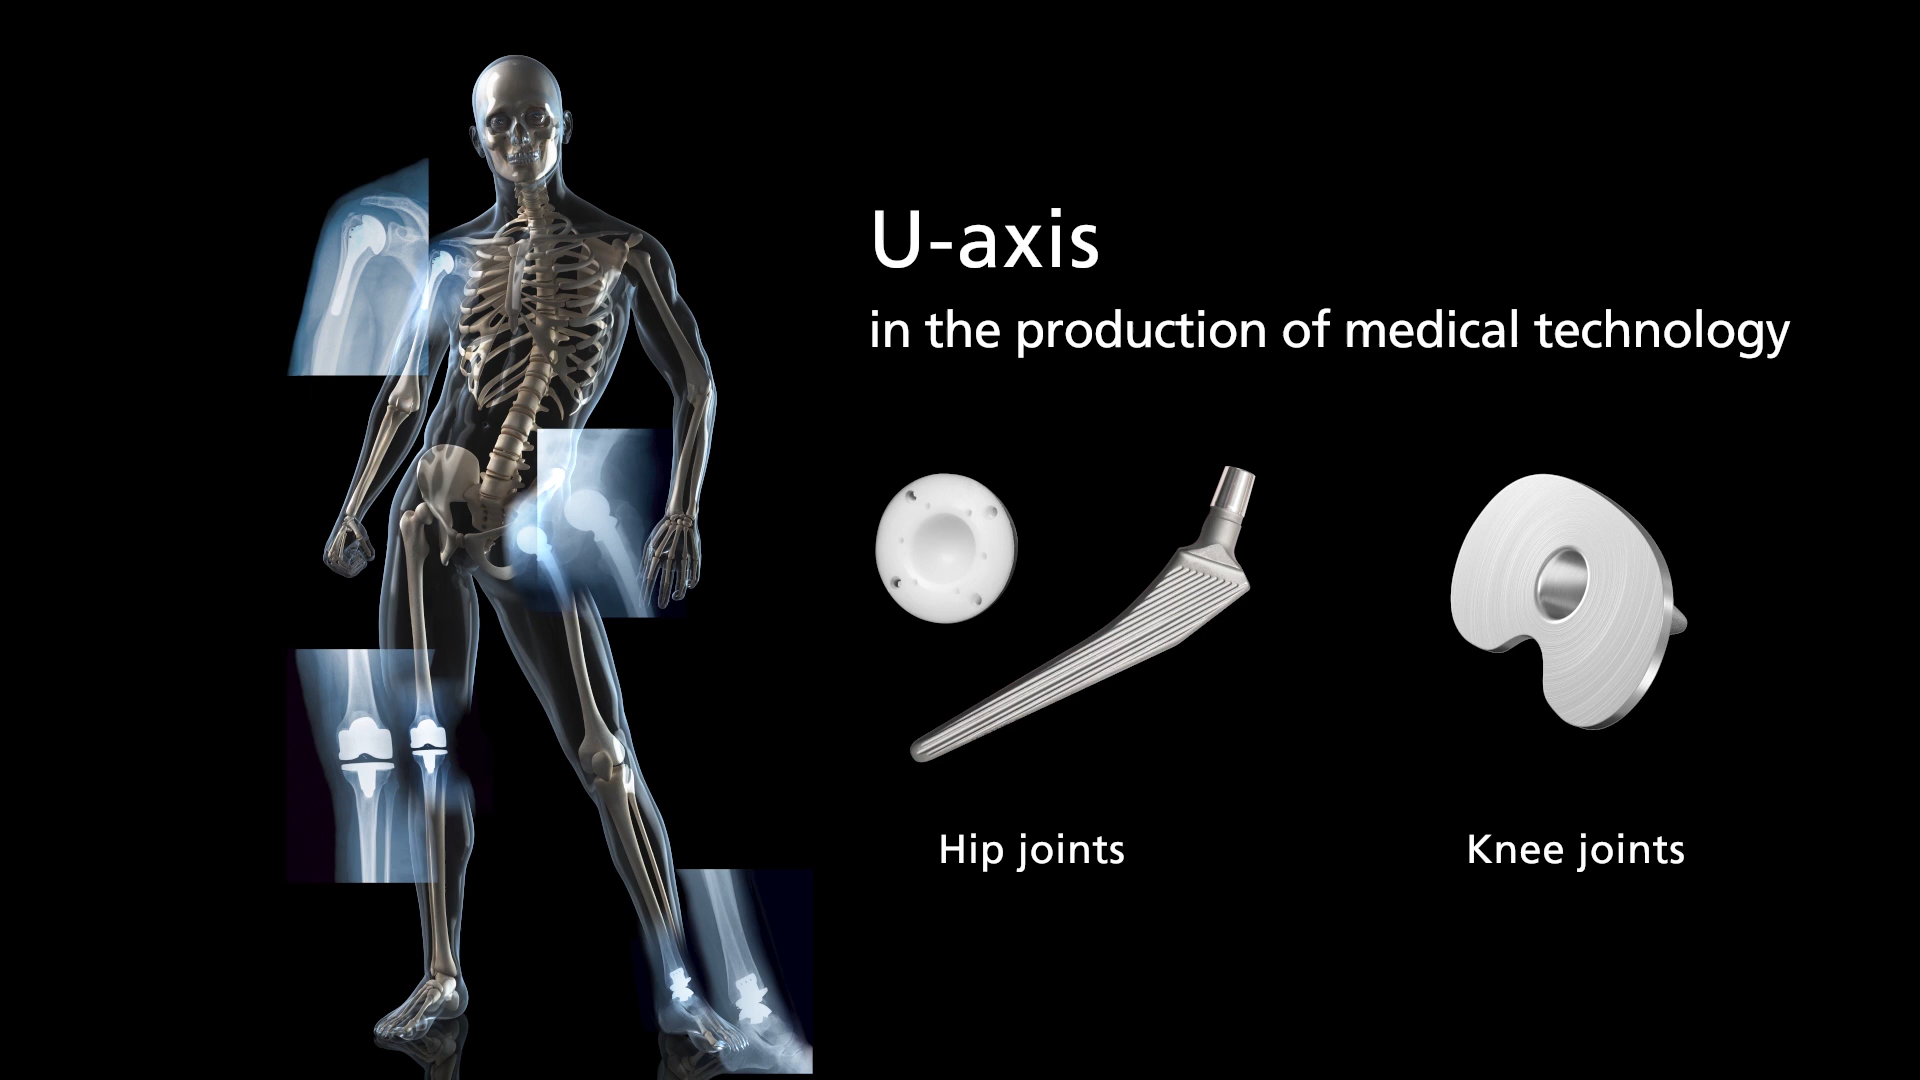 U-axis
in the production of medical technology
Hip joints
Knee joints